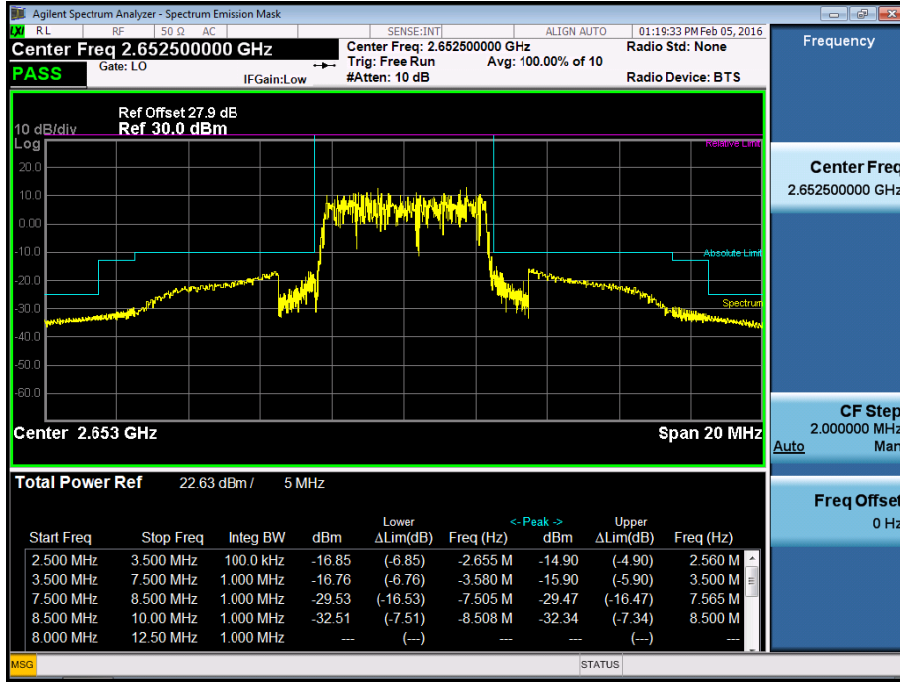 Agilent Spectrum Analyzer - Spectrum Emission Mask
LXI RL RF 50 Ω AC SENSE:INT ALIGN AUTO 01:19:33 PM Feb 05, 2016
Center Freq 2.652500000 GHz
Center Freq: 2.652500000 GHz
Radio Std: None
Gate: LO
Trig: Free Run Avg: 100.00% of 10
PASS
IFGain:Low
#Atten: 10 dB
Radio Device: BTS
Ref Offset 27.9 dB
10 dB/div Ref 30.0 dBm
Log
Relative Limit
20.0
10.0
0.00
-10.0
Absolute Limit
-20.0
-30.0
Spectrum
-40.0
-50.0
-60.0
Center 2.653 GHz Span 20 MHz
Total Power Ref 22.63 dBm / 5 MHz
Lower <- Peak -> Upper
Start Freq Stop Freq Integ BW dBm ΔLim(dB) Freq (Hz) dBm ΔLim(dB) Freq (Hz)
2.500 MHz 3.500 MHz 100.0 kHz -16.85 (-6.85) -2.655 M -14.90 (-4.90) 2.560 M
3.500 MHz 7.500 MHz 1.000 MHz -16.76 (-6.76) -3.580 M -15.90 (-5.90) 3.500 M
7.500 MHz 8.500 MHz 1.000 MHz -29.53 (-16.53) -7.505 M -29.47 (-16.47) 7.565 M
8.500 MHz 10.00 MHz 1.000 MHz -32.51 (-7.51) -8.508 M -32.34 (-7.34) 8.500 M
8.000 MHz 12.50 MHz 1.000 MHz --- (---) --- --- (---) ---
MSG STATUS
Frequency
Center Freq
2.652500000 GHz
CF Step
2.000000 MHz
Auto Man
Freq Offset
0 Hz